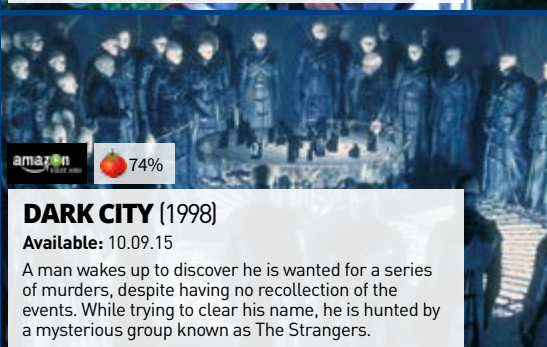 amazon
74%
DARK CITY (1998)
Available: 10.09.15
A man wakes up to discover he is wanted for a series
of murders, despite having no recollection of the
events. While trying to clear his name, he is hunted by
a mysterious group known as The Strangers.